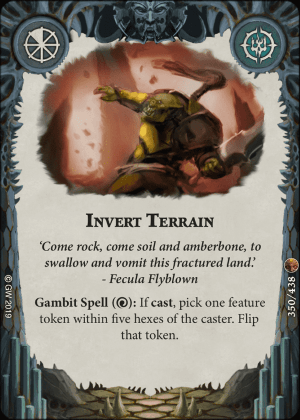 INVERT TERRAIN
‘Come rock, come soil and amberbone, to
swallow and vomit this fractured land.’
- Fecula Flyblown
Gambit Spell (): If cast, pick one feature
token within five hexes of the caster. Flip
that token.
© GW 2019
350/438